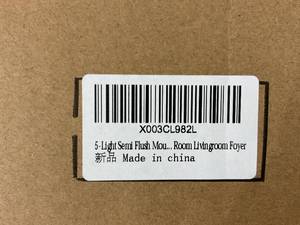 X003CL982L
5-Light Semi Flush Mou... Room Livingroom Foyer
新品 Made in china